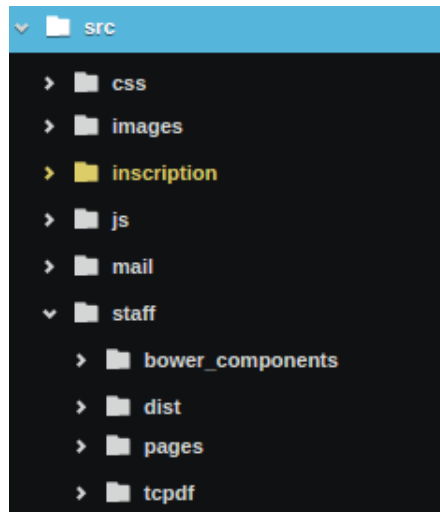 src
css
images
inscription
js
mail
staff
bower_components
dist
pages
tcpdf